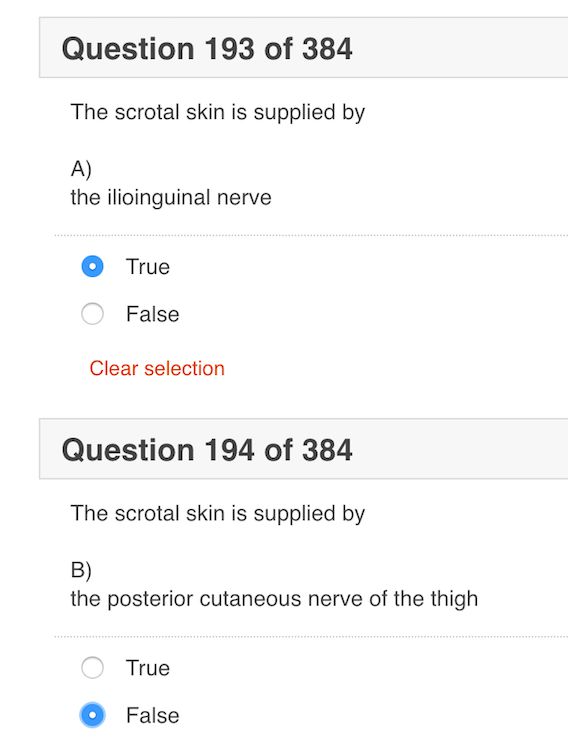 Question 193 of 384
The scrotal skin is supplied by
A)
the ilioinguinal nerve
True
False
Clear selection
Question 194 of 384
The scrotal skin is supplied by
B)
the posterior cutaneous nerve of the thigh
True
False